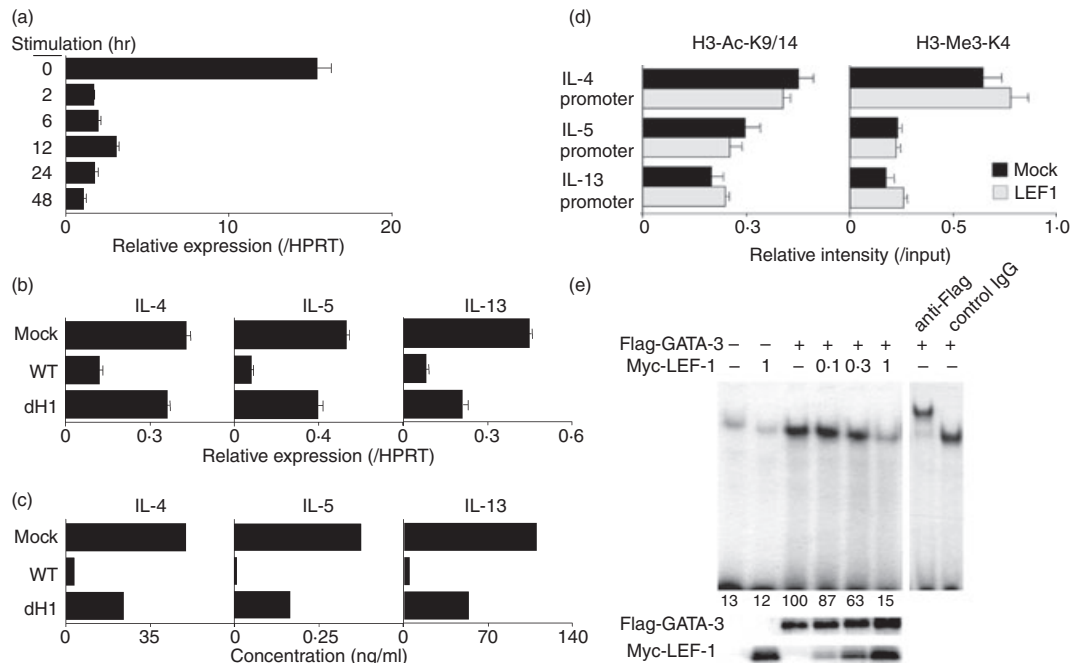 (a)
Stimulation (hr)
0
2
6
12
24
48
0 10 20
Relative expression (/HPRT)
(b)
IL-4 IL-5 IL-13
Mock
WT
dH1
0 0·3 0 0·4 0 0·3 0·6
Relative expression (/HPRT)
(c)
IL-4 IL-5 IL-13
Mock
WT
dH1
0 35 0 0·25 0 70 140
Concentration (ng/ml)
(d)
H3-Ac-K9/14 H3-Me3-K4
IL-4
promoter
IL-5
promoter
IL-13
promoter
Mock
LEF1
0 0·3 0 0·5 1·0
Relative intensity (/input)
(e)
anti-Flag
control IgG
Flag-GATA-3 – – + + + + + +
Myc-LEF-1 – 1 – 0·1 0·3 1 – –
13 12 100 87 63 15
Flag-GATA-3
Myc-LEF-1